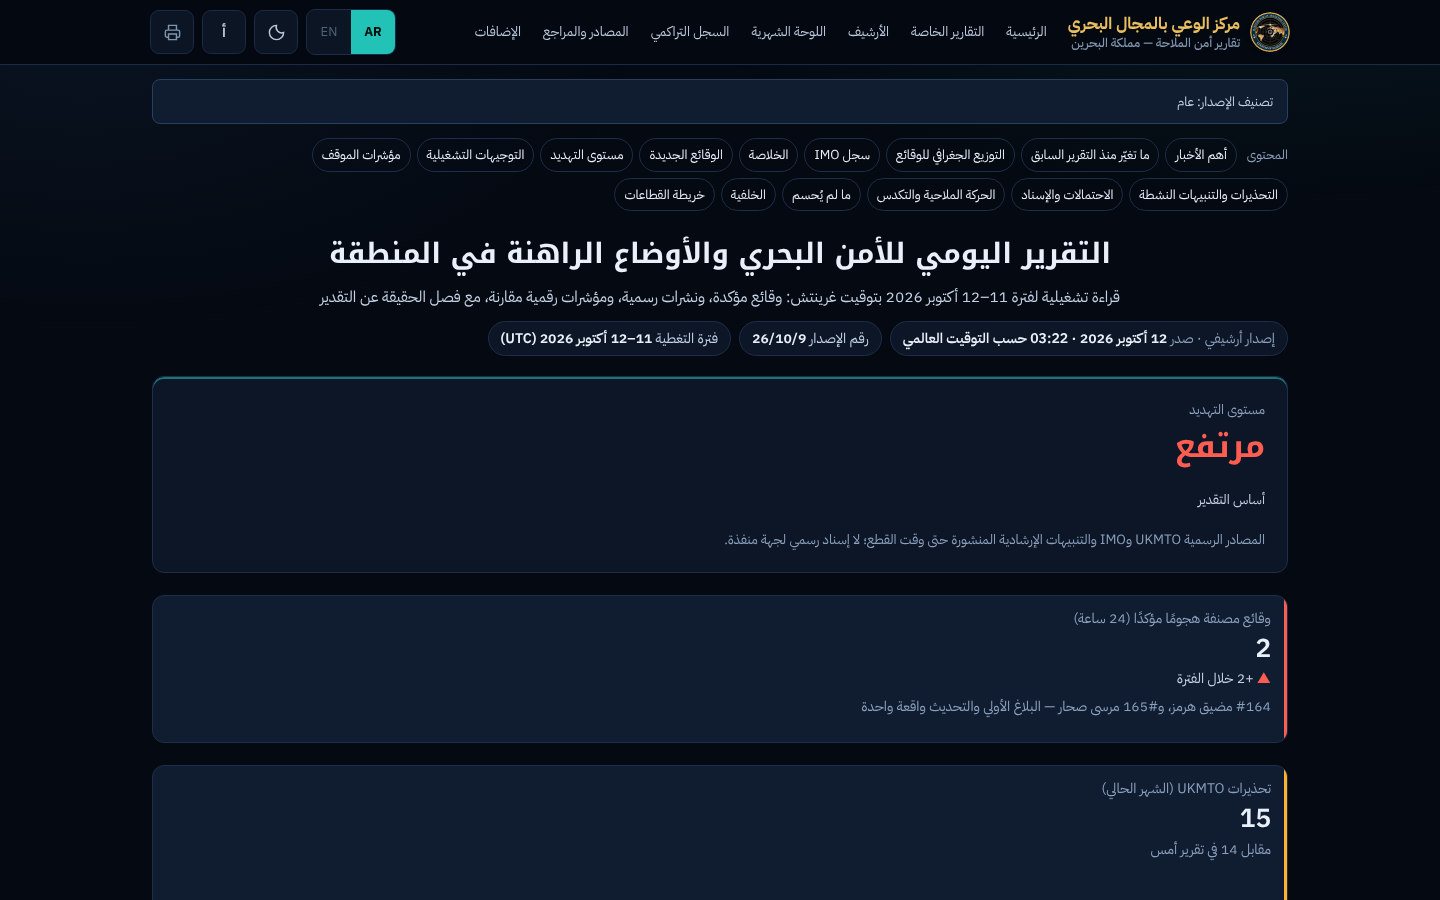 مركز الوعي بالمجال البحري
تقارير أمن الملاحة — مملكة البحرين
الرئيسية
التقارير الخاصة
الأرشيف
اللوحة الشهرية
السجل التراكمي
المصادر والمراجع
الإضافات
AR
EN
أ
تصنيف الإصدار: عام
المحتوى
أهم الأخبار
ما تغيّر منذ التقرير السابق
التوزيع الجغرافي للوقائع
سجل IMO
الخلاصة
الوقائع الجديدة
مستوى التهديد
التوجيهات التشغيلية
مؤشرات الموقف
التحذيرات والتنبيهات النشطة
الاحتمالات والإسناد
الحركة الملاحية والتكدس
ما لم يُحسم
الخلفية
خريطة القطاعات
التقرير اليومي للأمن البحري والأوضاع الراهنة في المنطقة
قراءة تشغيلية لفترة 11–12 أكتوبر 2026 بتوقيت غرينتش: وقائع مؤكدة، ونشرات رسمية، ومؤشرات رقمية مقارنة، مع فصل الحقيقة عن التقدير
إصدار أرشيفي · صدر 12 أكتوبر 2026 · 03:22 حسب التوقيت العالمي
رقم الإصدار 26/10/9
فترة التغطية 11–12 أكتوبر 2026 (UTC)
مستوى التهديد
مرتفع
أساس التقدير
المصادر الرسمية UKMTO وIMO والتنبيهات الإرشادية المنشورة حتى وقت القطع؛ لا إسناد رسمي لجهة منفذة.
وقائع مصنفة هجومًا مؤكدًا (24 ساعة)
2
▲ +2 خلال الفترة
#164 مضيق هرمز، و#165 مرسى صحار — البلاغ الأولي والتحديث واقعة واحدة
تحذيرات UKMTO (الشهر الحالي)
15
مقابل 14 في تقرير أمس